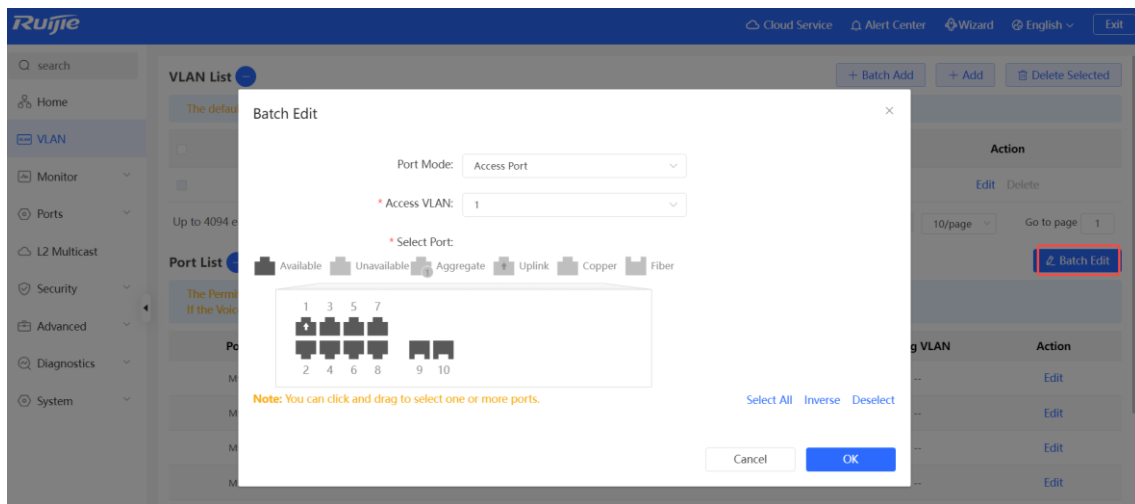 Ruijie
Cloud Service Alert Center Wizard English Exit
search
Home
VLAN
Monitor
Ports
L2 Multicast
Security
Advanced
Diagnostics
System
VLAN List
+ Batch Add + Add Delete Selected
The defau
Action
Edit Delete
Up to 4094 e
10/page Go to page 1
Port List
Batch Edit
The Permi
If the Voic
Po g VLAN Action
M -- Edit
M -- Edit
M -- Edit
M -- Edit
Batch Edit
Port Mode: Access Port
* Access VLAN: 1
* Select Port:
Available Unavailable 1 Aggregate Uplink Copper Fiber
1 3 5 7
2 4 6 8 9 10
Note: You can click and drag to select one or more ports.
Select All Inverse Deselect
Cancel OK